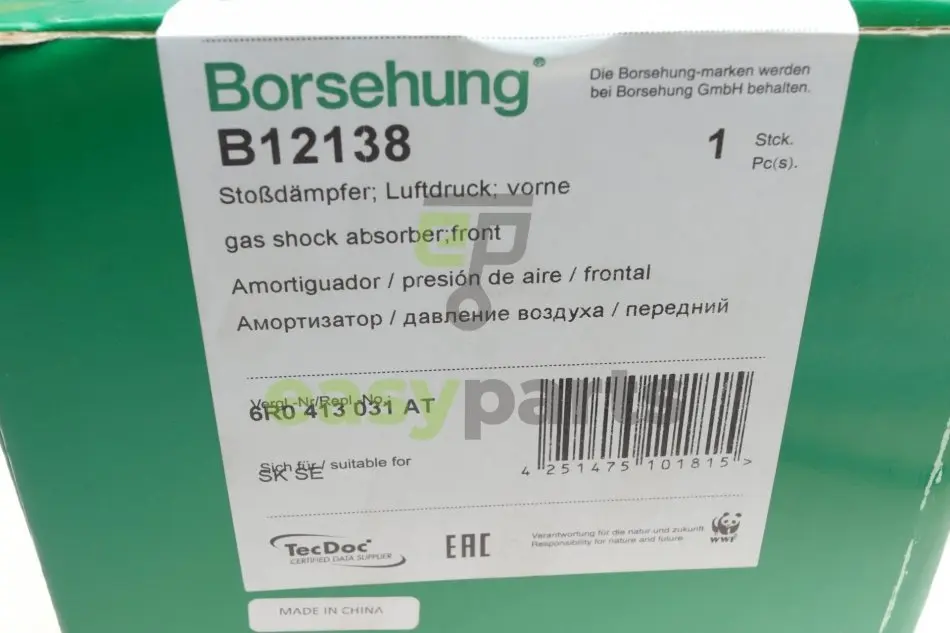 Borsehung®
Die Borsehung-marken werden
bei Borsehung GmbH behalten.
B12138
1 Stck.
Pc(s).
Stoßdämpfer; Luftdruck; vorne
gas shock absorber;front
Amortiguador / presión de aire / frontal
Амортизатор / давление воздуха / передний
easyparts
Vergl.-Nr/Repl.-No.:
6R0 413 031 AT
Sich für / suitable for
SK SE
4 251475 101815 >
TecDoc
CERTIFIED DATA SUPPLIER
EAC
Verantwortung für die natur und zukunft
Responsibility for nature and future
WWF
MADE IN CHINA